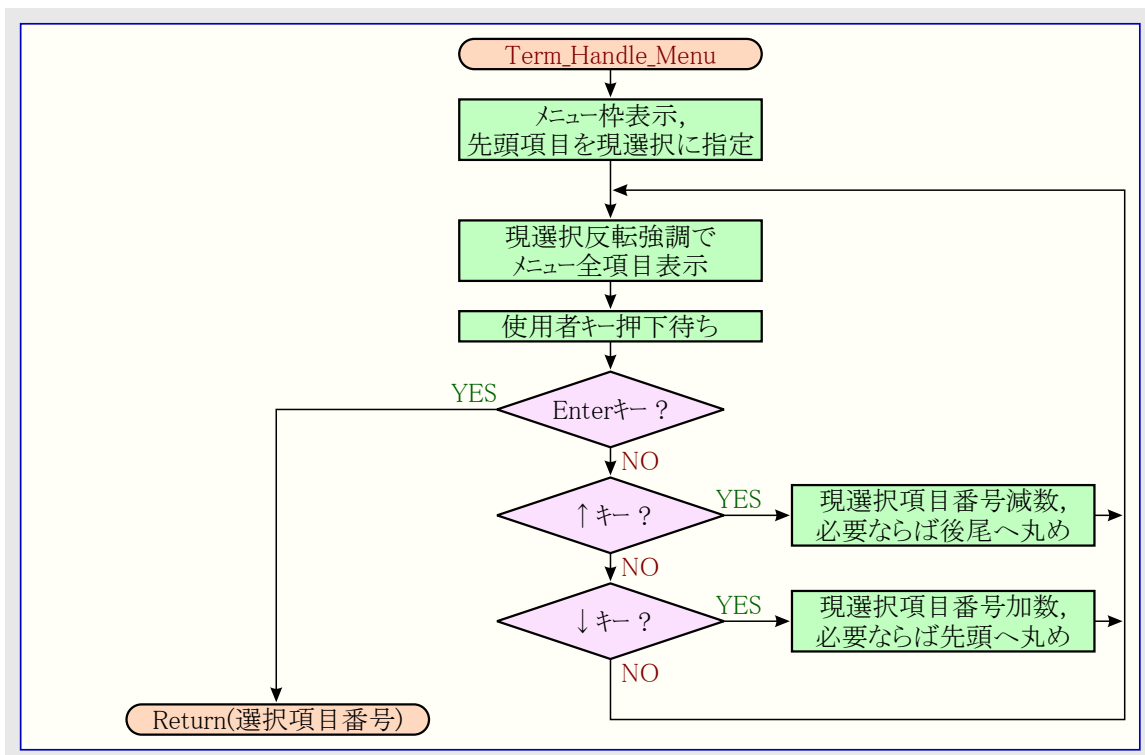 Term_Handle_Menu
メニュー枠表示,
先頭項目を現選択に指定
現選択反転強調で
メニュー全項目表示
使用者キー押下待ち
YES
Enterキー ?
NO
↑キー ?
YES
現選択項目番号減数,
必要ならば後尾へ丸め
NO
↓キー ?
YES
現選択項目番号加数,
必要ならば先頭へ丸め
NO
Return(選択項目番号)